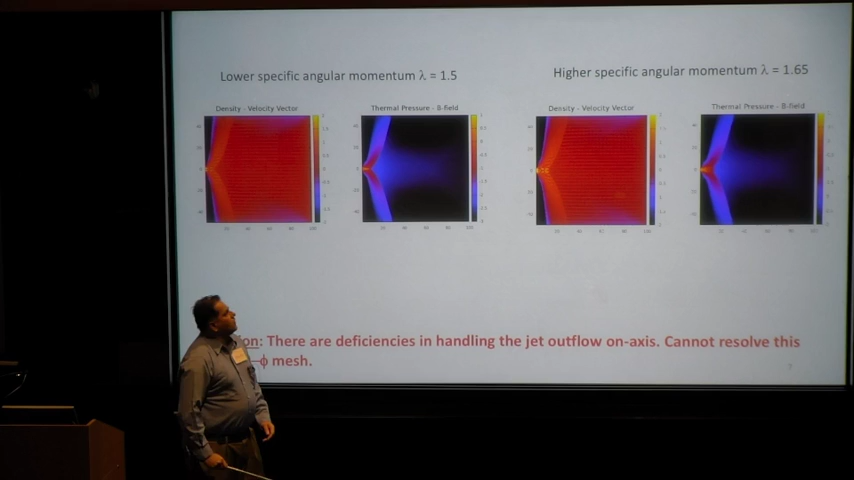 Lower specific angular momentum λ = 1.5
Higher specific angular momentum λ = 1.65
Density - Velocity Vector
Thermal Pressure - B-field
Density - Velocity Vector
Thermal Pressure - B-field
on: There are deficiencies in handling the jet outflow on-axis. Cannot resolve this
–ϕ mesh.